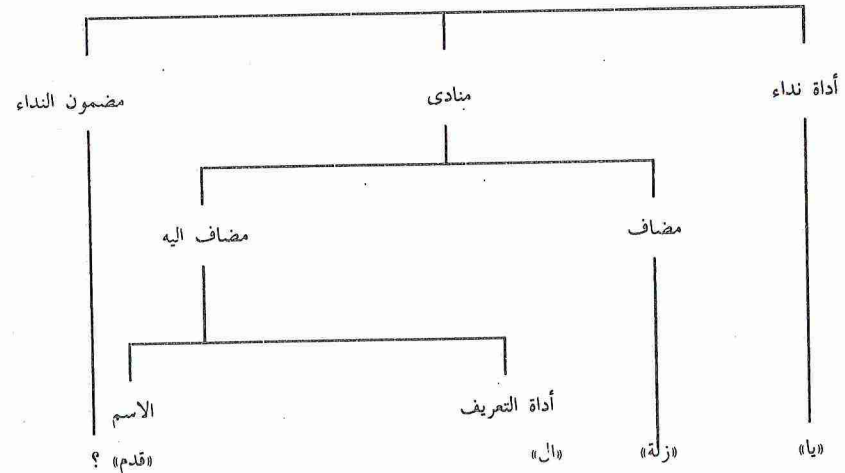 أداة نداء منادى مضمون النداء
مضاف مضاف اليه
أداة التعريف الاسم
«يا» «زلة» «ال» «قدم» ؟